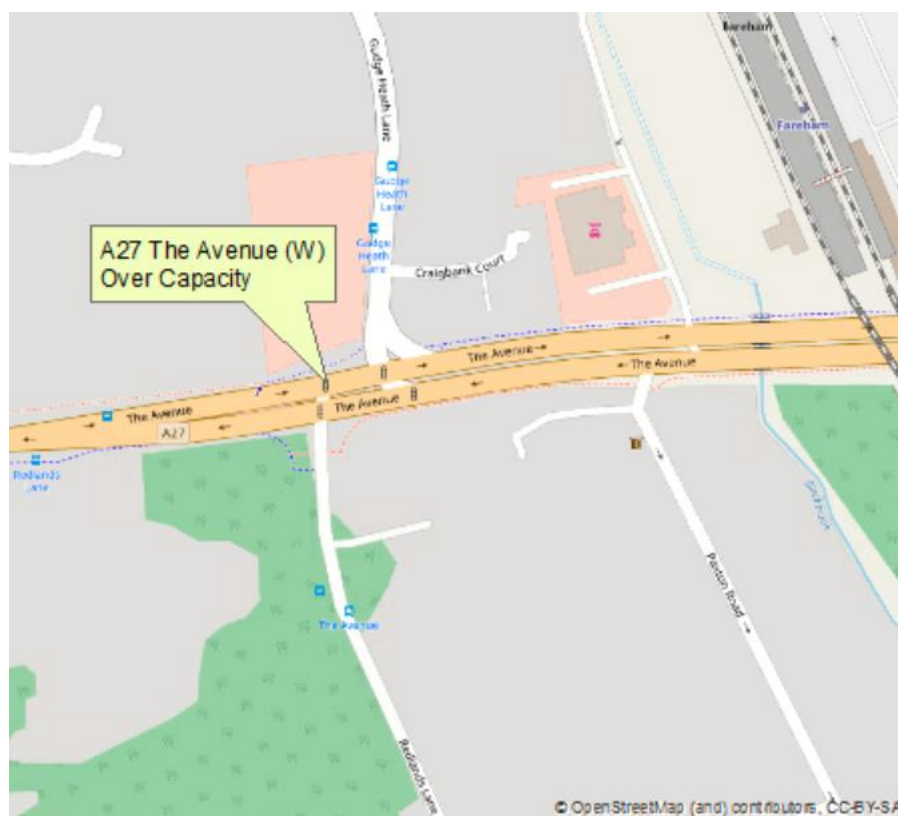 Fareham
Gudge Heath Lane
Fareham
Gudge
Heath
Lane
Gudge
Heath
Lane
A27 The Avenue (W)
Over Capacity
Craigbank Court
The Avenue
The Avenue
The Avenue
The Avenue
A27
Redlands
Lane
Paxton Road
The Avenue
Redlands Lane
© OpenStreetMap (and) contributors, CC-BY-SA